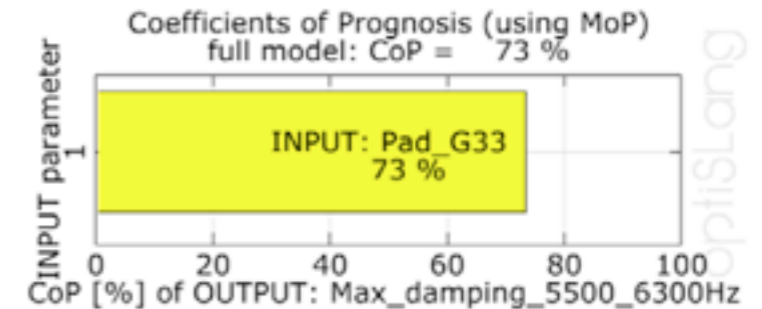 Coefficients of Prognosis (using MoP)
full model: CoP = 73 %
INPUT parameter
1
INPUT: Pad_G33
73 %
0 20 40 60 80 100
CoP [%] of OUTPUT: Max_damping_5500_6300Hz
optiSLang